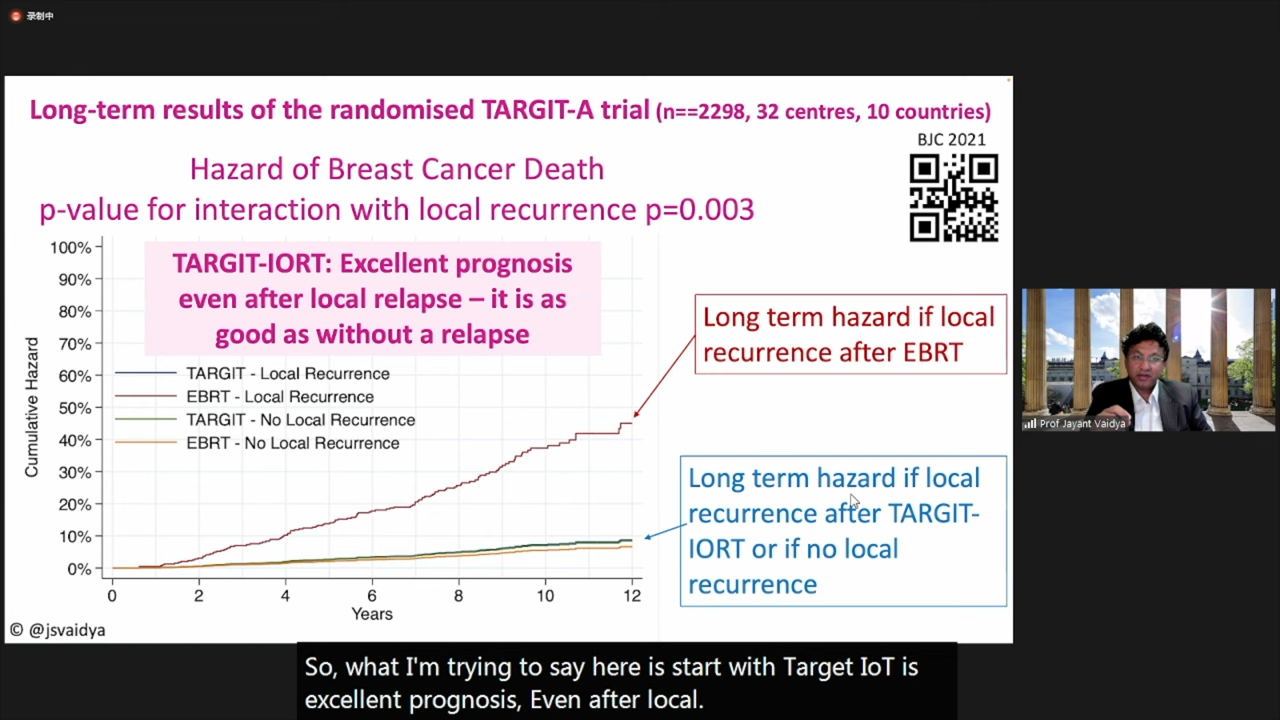 录制中
Long-term results of the randomised TARGIT-A trial (n==2298, 32 centres, 10 countries)
BJC 2021
Hazard of Breast Cancer Death
p-value for interaction with local recurrence p=0.003
TARGIT-IORT: Excellent prognosis
even after local relapse – it is as
good as without a relapse
100%
90%
80%
70%
60%
50%
40%
30%
20%
10%
0%
Cumulative Hazard
TARGIT - Local Recurrence
EBRT - Local Recurrence
TARGIT - No Local Recurrence
EBRT - No Local Recurrence
0 2 4 6 8 10 12
Years
Long term hazard if local
recurrence after EBRT
Long term hazard if local
recurrence after TARGIT-
IORT or if no local
recurrence
Prof Jayant Vaidya
© @jsvaidya
So, what I'm trying to say here is start with Target IoT is
excellent prognosis, Even after local.